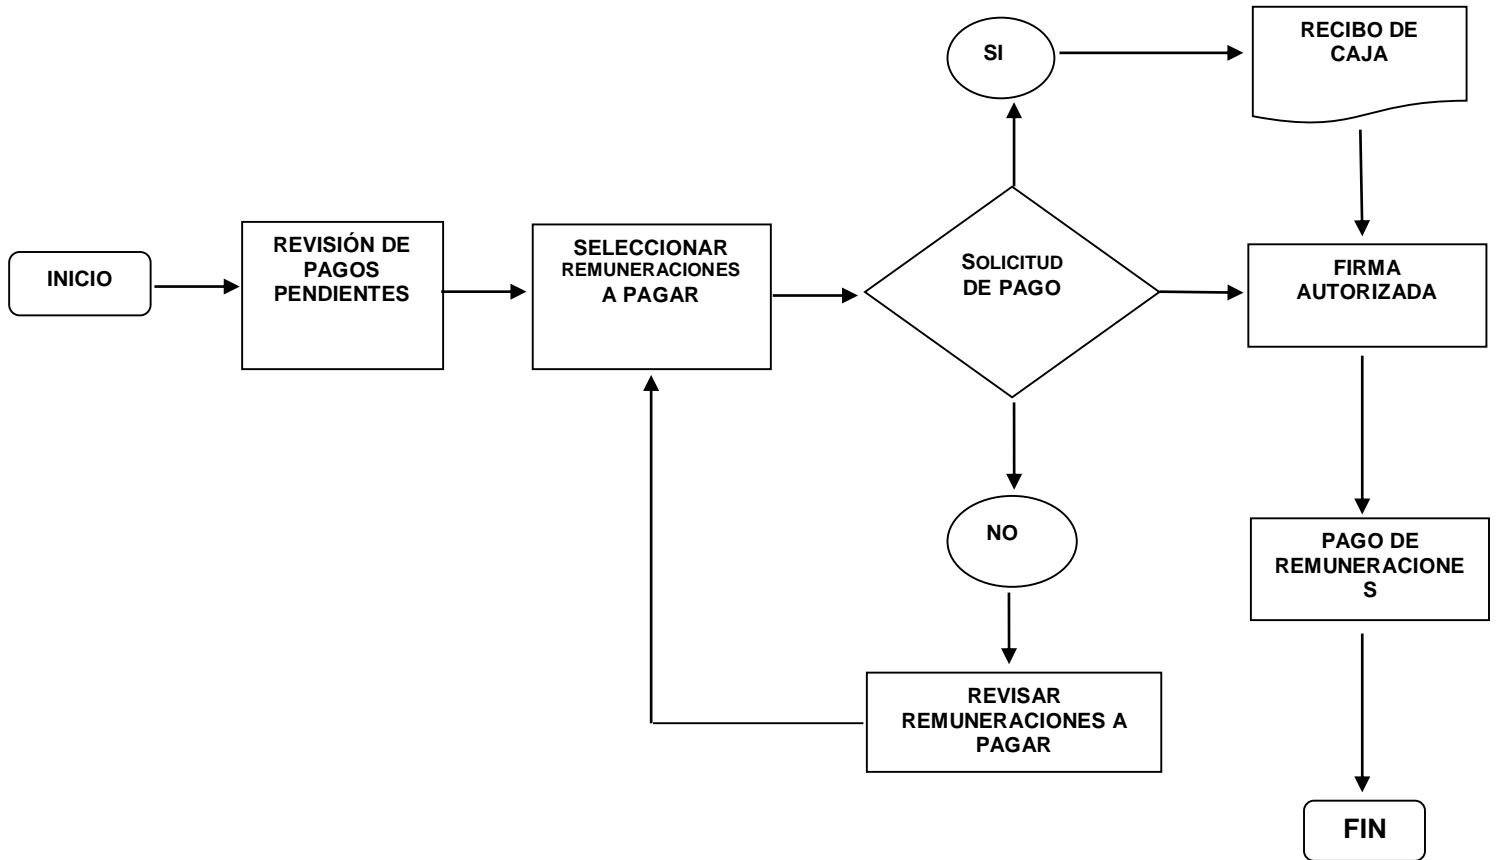 INICIO
REVISIÓN DE
PAGOS
PENDIENTES
SELECCIONAR
REMUNERACIONES
A PAGAR
SOLICITUD
DE PAGO
SI
RECIBO DE
CAJA
FIRMA
AUTORIZADA
NO
REVISAR
REMUNERACIONES A
PAGAR
PAGO DE
REMUNERACIONE
S
FIN